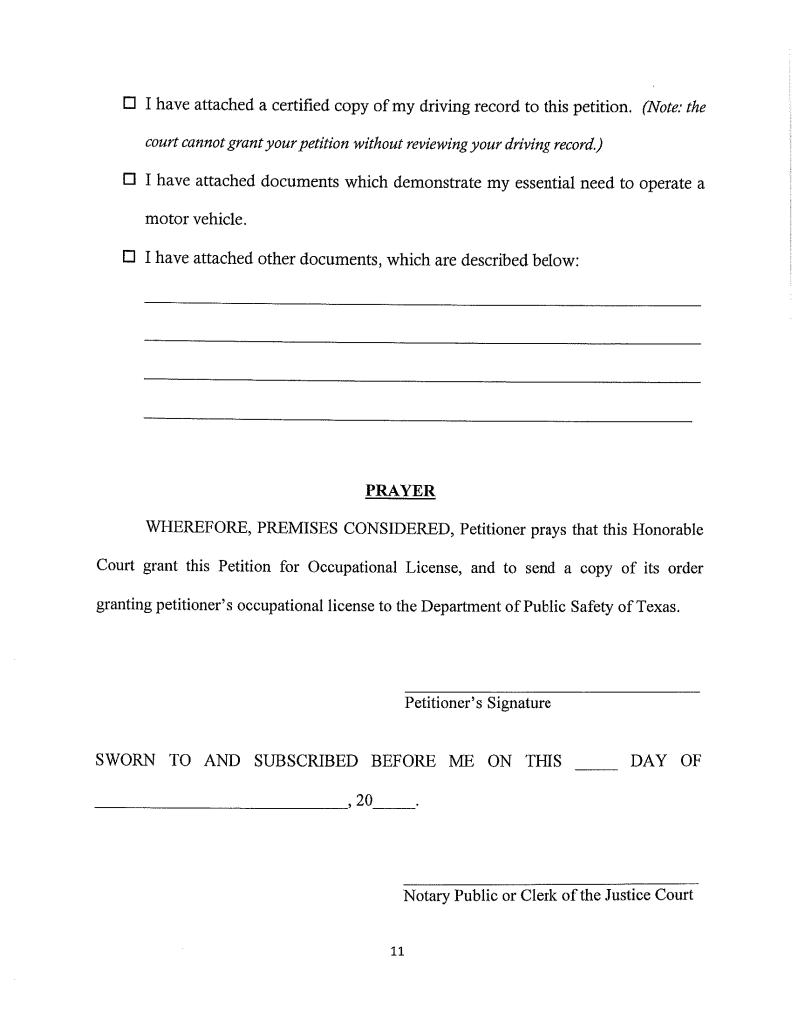 ☐ I have attached a certified copy of my driving record to this petition. (Note: the
court cannot grant your petition without reviewing your driving record.)
☐ I have attached documents which demonstrate my essential need to operate a
motor vehicle.
☐ I have attached other documents, which are described below:
PRAYER
WHEREFORE, PREMISES CONSIDERED, Petitioner prays that this Honorable
Court grant this Petition for Occupational License, and to send a copy of its order
granting petitioner's occupational license to the Department of Public Safety of Texas.
Petitioner's Signature
SWORN TO AND SUBSCRIBED BEFORE ME ON THIS _____ DAY OF
____________________________, 20_____.
Notary Public or Clerk of the Justice Court
11